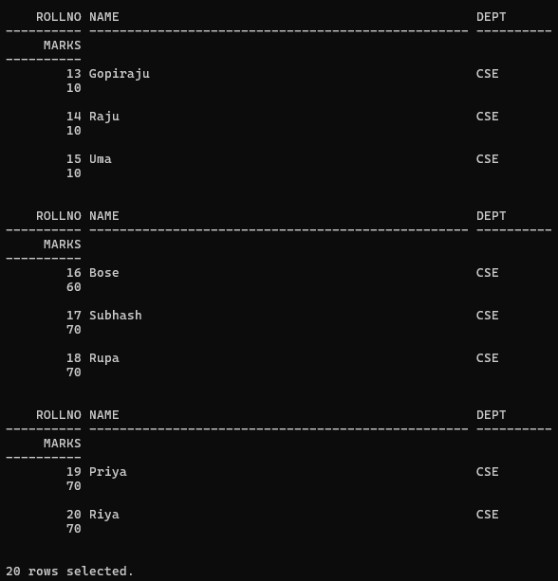 ROLLNO NAME DEPT
---------- -------------------------------------------------- ----------
MARKS
----------
13 Gopiraju CSE
10
14 Raju CSE
10
15 Uma CSE
10
ROLLNO NAME DEPT
---------- -------------------------------------------------- ----------
MARKS
----------
16 Bose CSE
60
17 Subhash CSE
70
18 Rupa CSE
70
ROLLNO NAME DEPT
---------- -------------------------------------------------- ----------
MARKS
----------
19 Priya CSE
70
20 Riya CSE
70
20 rows selected.